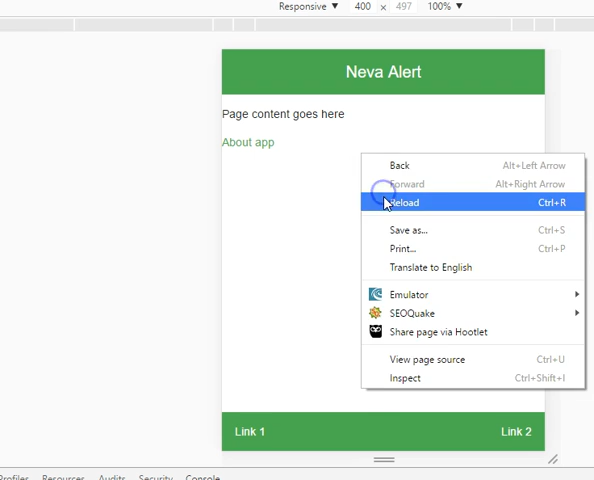 Responsive ▼ 400 × 497 100% ▼
Neva Alert
Page content goes here
About app
Back Alt+Left Arrow
Forward Alt+Right Arrow
Reload Ctrl+R
Save as... Ctrl+S
Print... Ctrl+P
Translate to English
Emulator
SEOQuake
Share page via Hootlet
View page source Ctrl+U
Inspect Ctrl+Shift+I
Link 1 Link 2
Profiles Resources Audits Security Console